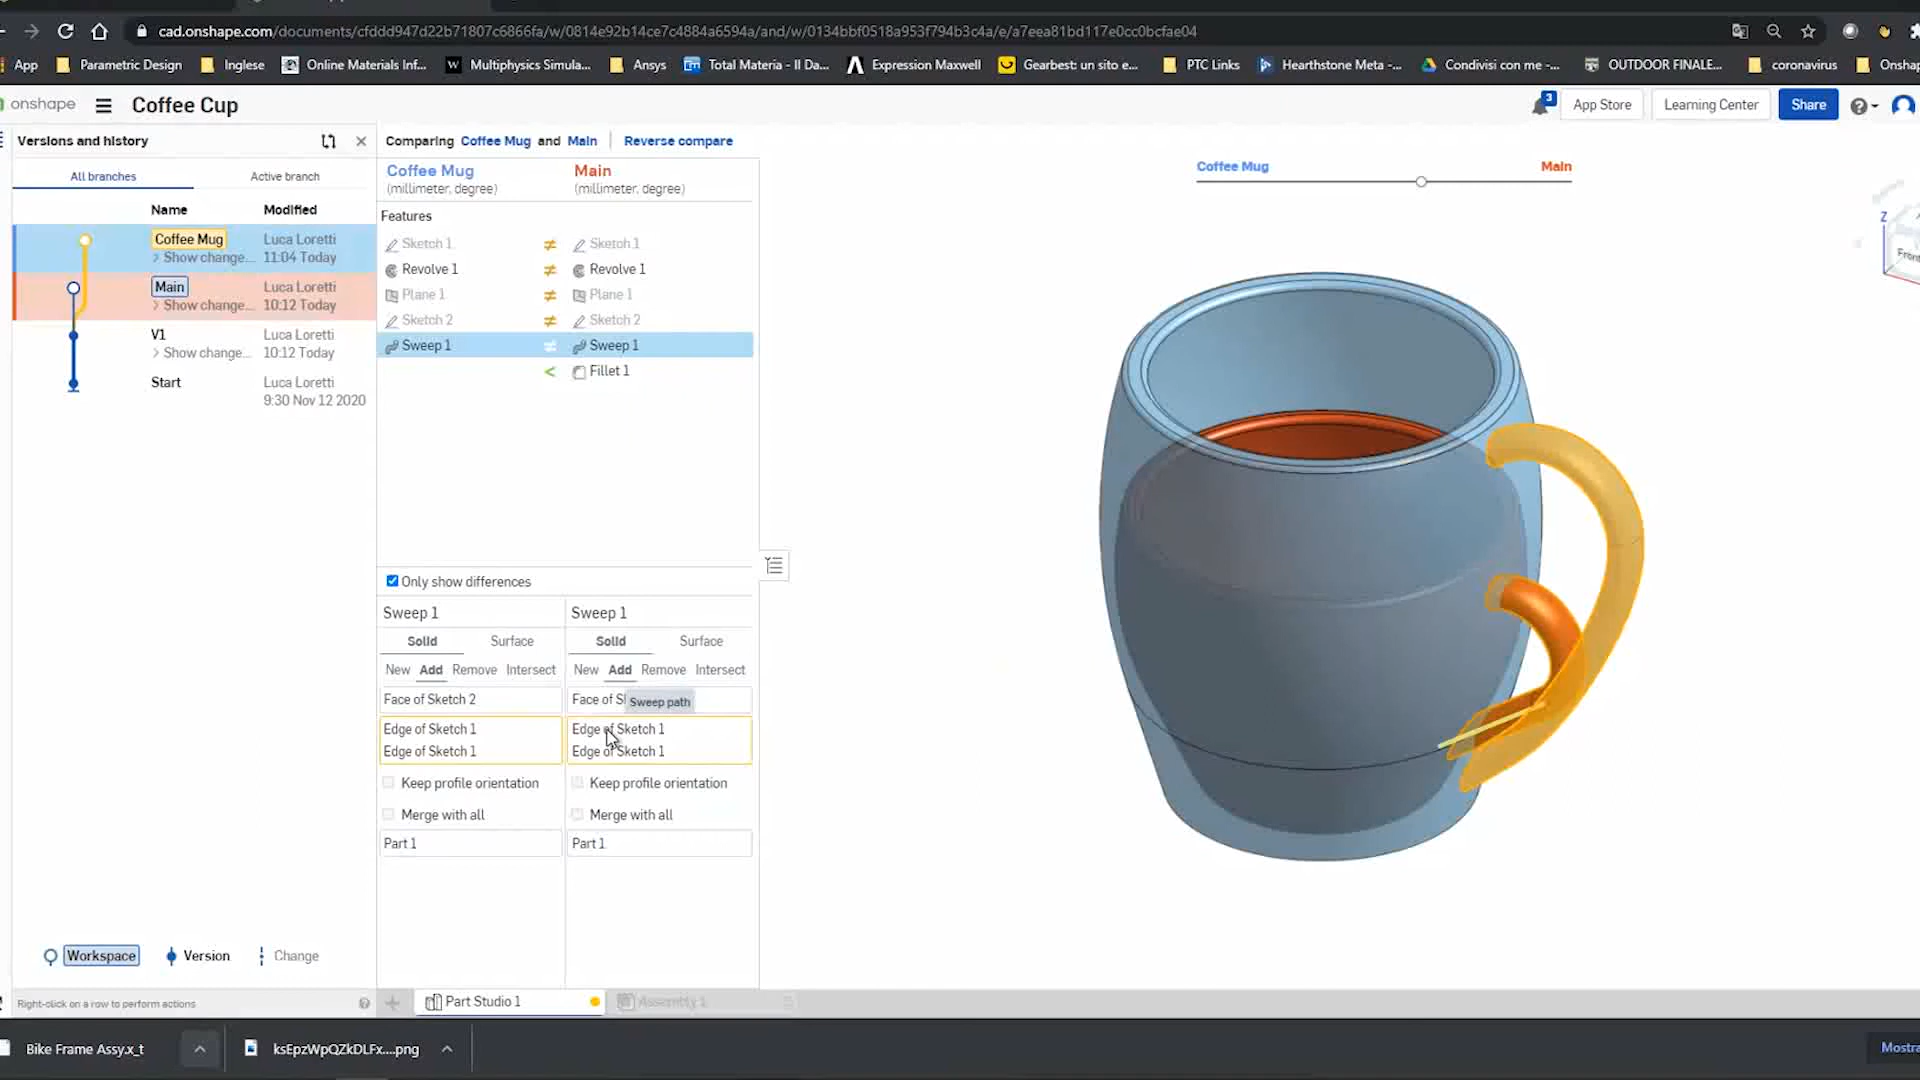 cad.onshape.com/documents/cfddd947d22b71807c6866fa/w/0814e92b14ce7c4884a6594a/and/w/0134bbf0518a953f794b3c4a/e/a7eea81bd117e0cc0bcfae04
App Parametric Design Inglese Online Materials Inf... Multiphysics Simula... Ansys Total Materia - Il Da... Expression Maxwell Gearbest: un sito e... PTC Links Hearthstone Meta -... Condivisi con me -... OUTDOOR FINALE... coronavirus Onshap
onshape Coffee Cup 3 App Store Learning Center Share
Versions and history
Comparing Coffee Mug and Main Reverse compare
All branches Active branch
Coffee Mug Main
(millimeter, degree) (millimeter, degree)
Coffee Mug Main
Name Modified
Features
Coffee Mug Luca Loretti
> Show change... 11:04 Today
Main Luca Loretti
> Show change... 10:12 Today
V1 Luca Loretti
> Show change... 10:12 Today
Start Luca Loretti
9:30 Nov 12 2020
Sketch 1 ≠ Sketch 1
Revolve 1 ≠ Revolve 1
Plane 1 ≠ Plane 1
Sketch 2 ≠ Sketch 2
Sweep 1 ≠ Sweep 1
< Fillet 1
Z
Front
Only show differences
Sweep 1 Sweep 1
Solid Surface Solid Surface
New Add Remove Intersect New Add Remove Intersect
Face of Sketch 2 Face of S Sweep path
Edge of Sketch 1 Edge of Sketch 1
Edge of Sketch 1 Edge of Sketch 1
Keep profile orientation Keep profile orientation
Merge with all Merge with all
Part 1 Part 1
Workspace Version Change
Right-click on a row to perform actions
Part Studio 1 Assembly 1
Bike Frame Assy.x_t ksEpzWpQZkDLFx....png Mostra